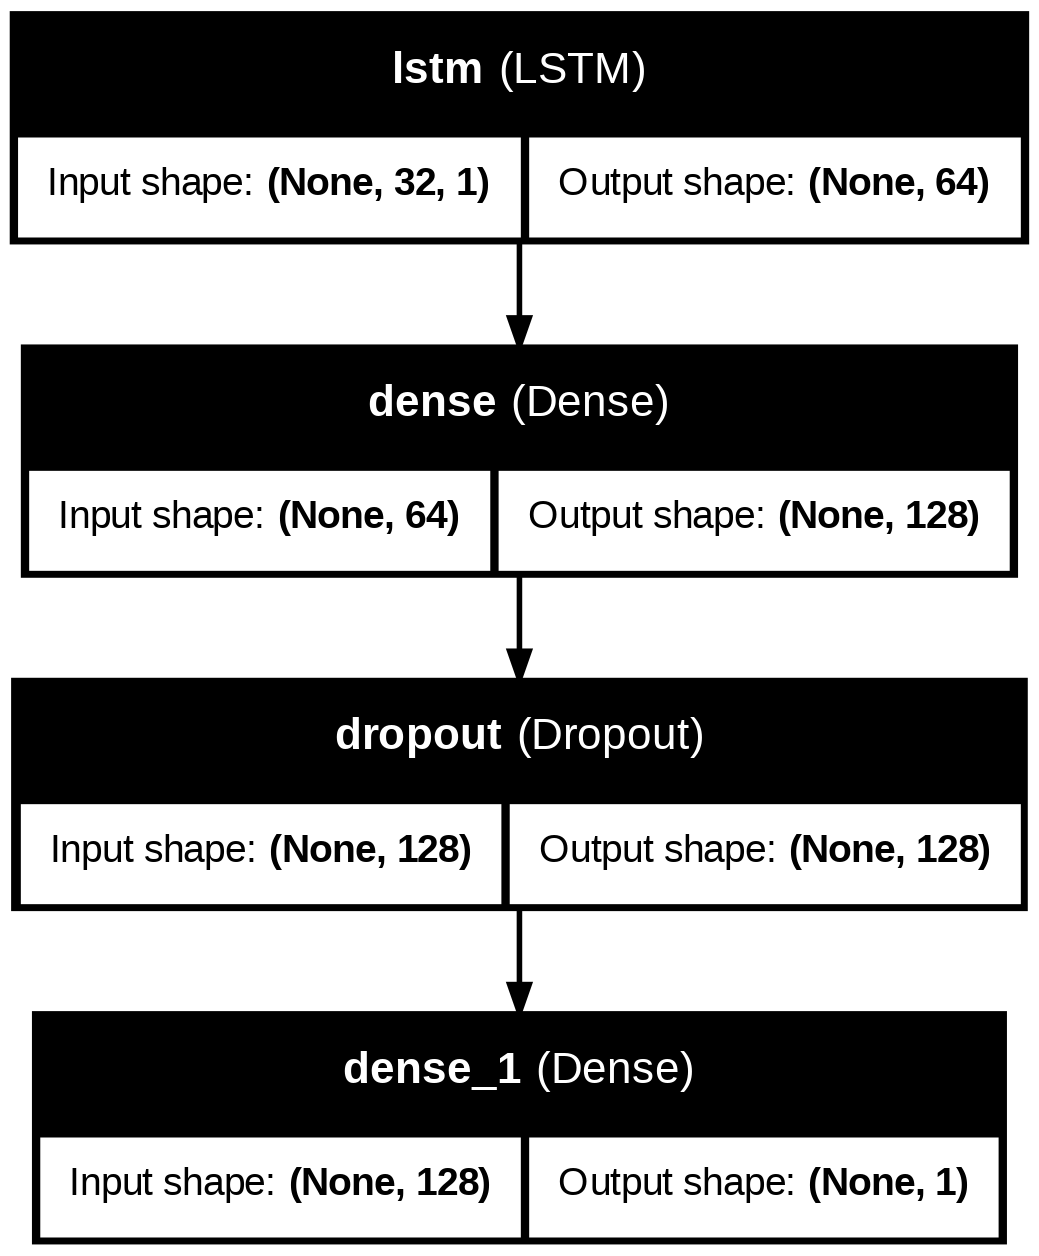 lstm (LSTM)
Input shape: (None, 32, 1) Output shape: (None, 64)
dense (Dense)
Input shape: (None, 64) Output shape: (None, 128)
dropout (Dropout)
Input shape: (None, 128) Output shape: (None, 128)
dense_1 (Dense)
Input shape: (None, 128) Output shape: (None, 1)